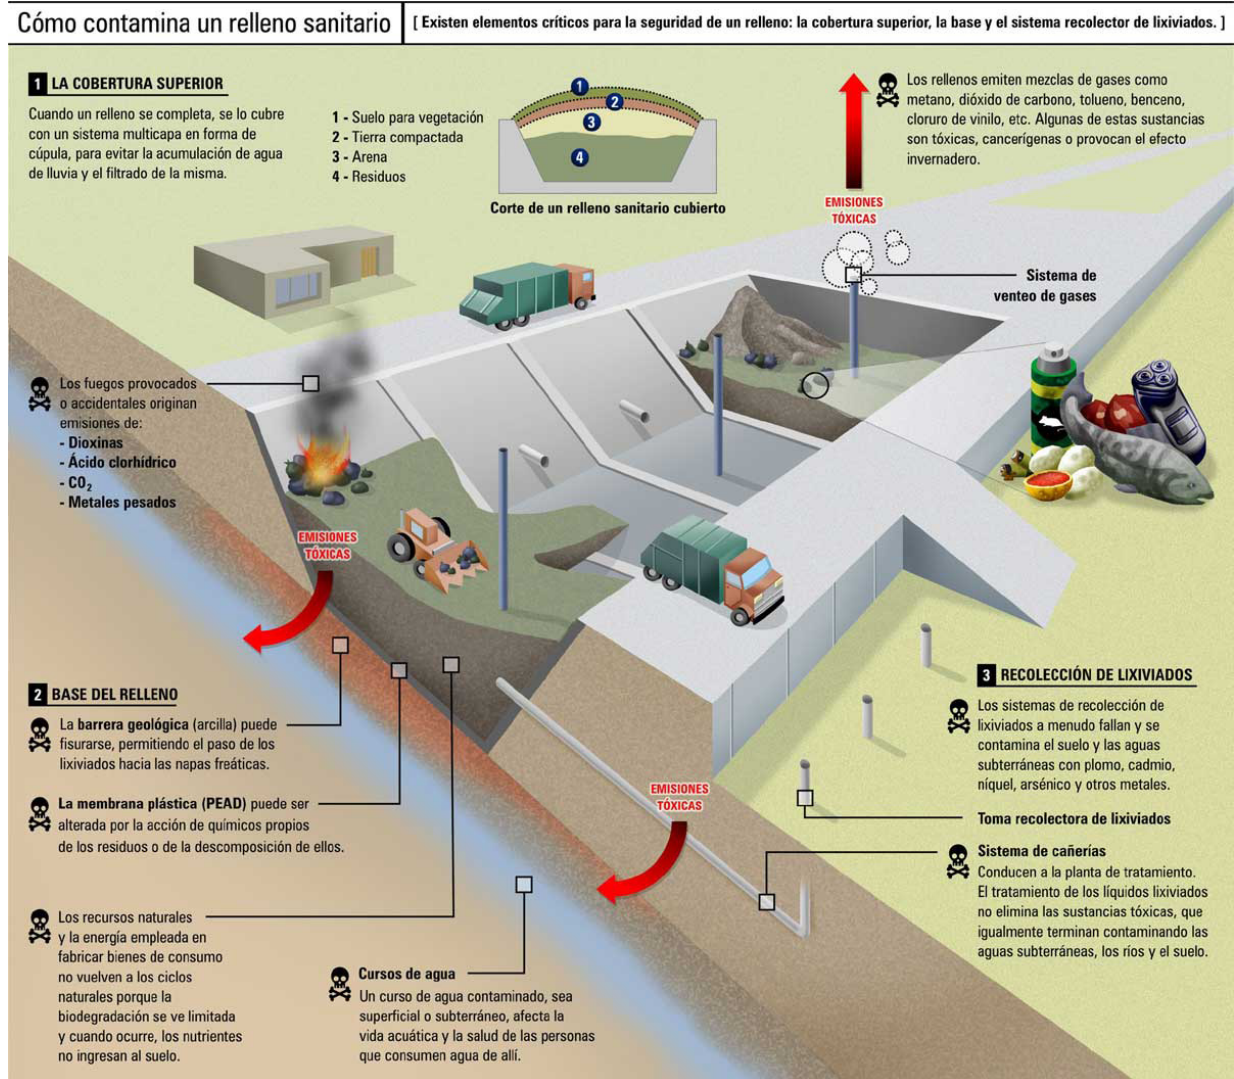 Cómo contamina un relleno sanitario
[ Existen elementos críticos para la seguridad de un relleno: la cobertura superior, la base y el sistema recolector de lixiviados. ]
1 LA COBERTURA SUPERIOR
Cuando un relleno se completa, se lo cubre
con un sistema multicapa en forma de
cúpula, para evitar la acumulación de agua
de lluvia y el filtrado de la misma.
1 - Suelo para vegetación
2 - Tierra compactada
3 - Arena
4 - Residuos
1
2
3
4
Corte de un relleno sanitario cubierto
EMISIONES
TÓXICAS
Los rellenos emiten mezclas de gases como
metano, dióxido de carbono, tolueno, benceno,
cloruro de vinilo, etc. Algunas de estas sustancias
son tóxicas, cancerígenas o provocan el efecto
invernadero.
Sistema de
venteo de gases
Los fuegos provocados
o accidentales originan
emisiones de:
- Dioxinas
- Ácido clorhídrico
- CO₂
- Metales pesados
EMISIONES
TÓXICAS
2 BASE DEL RELLENO
La barrera geológica (arcilla) puede
fisurarse, permitiendo el paso de los
lixiviados hacia las napas freáticas.
La membrana plástica (PEAD) puede ser
alterada por la acción de químicos propios
de los residuos o de la descomposición de ellos.
Los recursos naturales
y la energía empleada en
fabricar bienes de consumo
no vuelven a los ciclos
naturales porque la
biodegradación se ve limitada
y cuando ocurre, los nutrientes
no ingresan al suelo.
Cursos de agua
Un curso de agua contaminado, sea
superficial o subterráneo, afecta la
vida acuática y la salud de las personas
que consumen agua de allí.
EMISIONES
TÓXICAS
3 RECOLECCIÓN DE LIXIVIADOS
Los sistemas de recolección de
lixiviados a menudo fallan y se
contamina el suelo y las aguas
subterráneas con plomo, cadmio,
níquel, arsénico y otros metales.
Toma recolectora de lixiviados
Sistema de cañerías
Conducen a la planta de tratamiento.
El tratamiento de los líquidos lixiviados
no elimina las sustancias tóxicas, que
igualmente terminan contaminando las
aguas subterráneas, los ríos y el suelo.